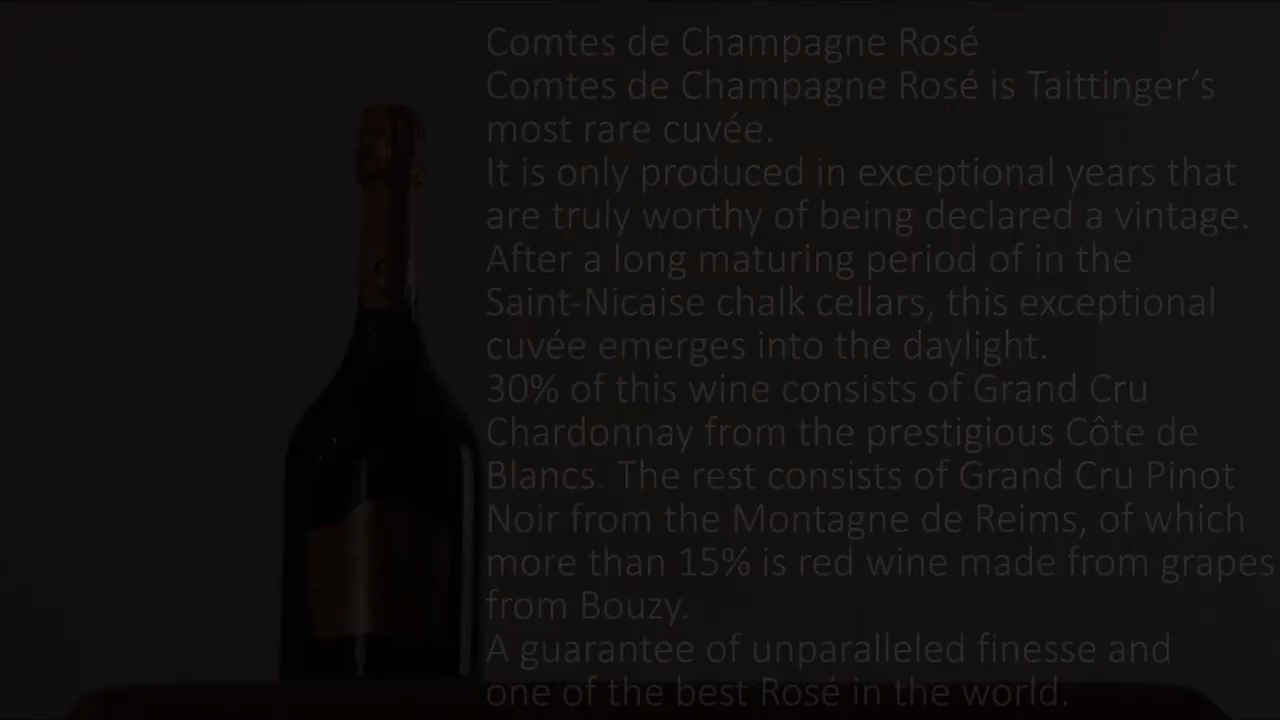 Comtes de Champagne Rosé
Comtes de Champagne Rosé is Taittinger’s
most rare cuvée.
It is only produced in exceptional years that
are truly worthy of being declared a vintage.
After a long maturing period of in the
Saint-Nicaise chalk cellars, this exceptional
cuvée emerges into the daylight.
30% of this wine consists of Grand Cru
Chardonnay from the prestigious Côte de
Blancs. The rest consists of Grand Cru Pinot
Noir from the Montagne de Reims, of which
more than 15% is red wine made from grapes
from Bouzy.
A guarantee of unparalleled finesse and
one of the best Rosé in the world.